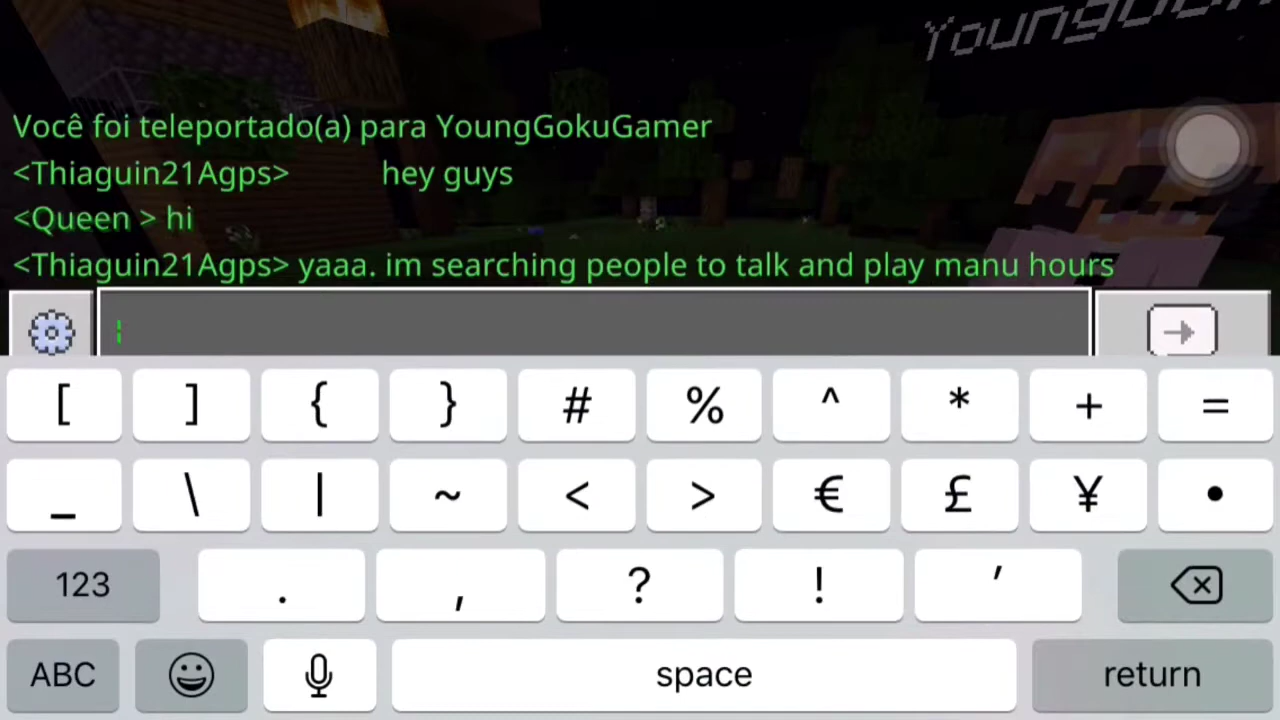 Você foi teleportado(a) para YoungGokuGamer
<Thiaguin21Agps> hey guys
<Queen > hi
<Thiaguin21Agps> yaaa. im searching people to talk and play manu hours
[ ] { } # % ^ * + =
_ \ | ~ < > € £ ¥ •
123 . , ? ! ′
ABC space return